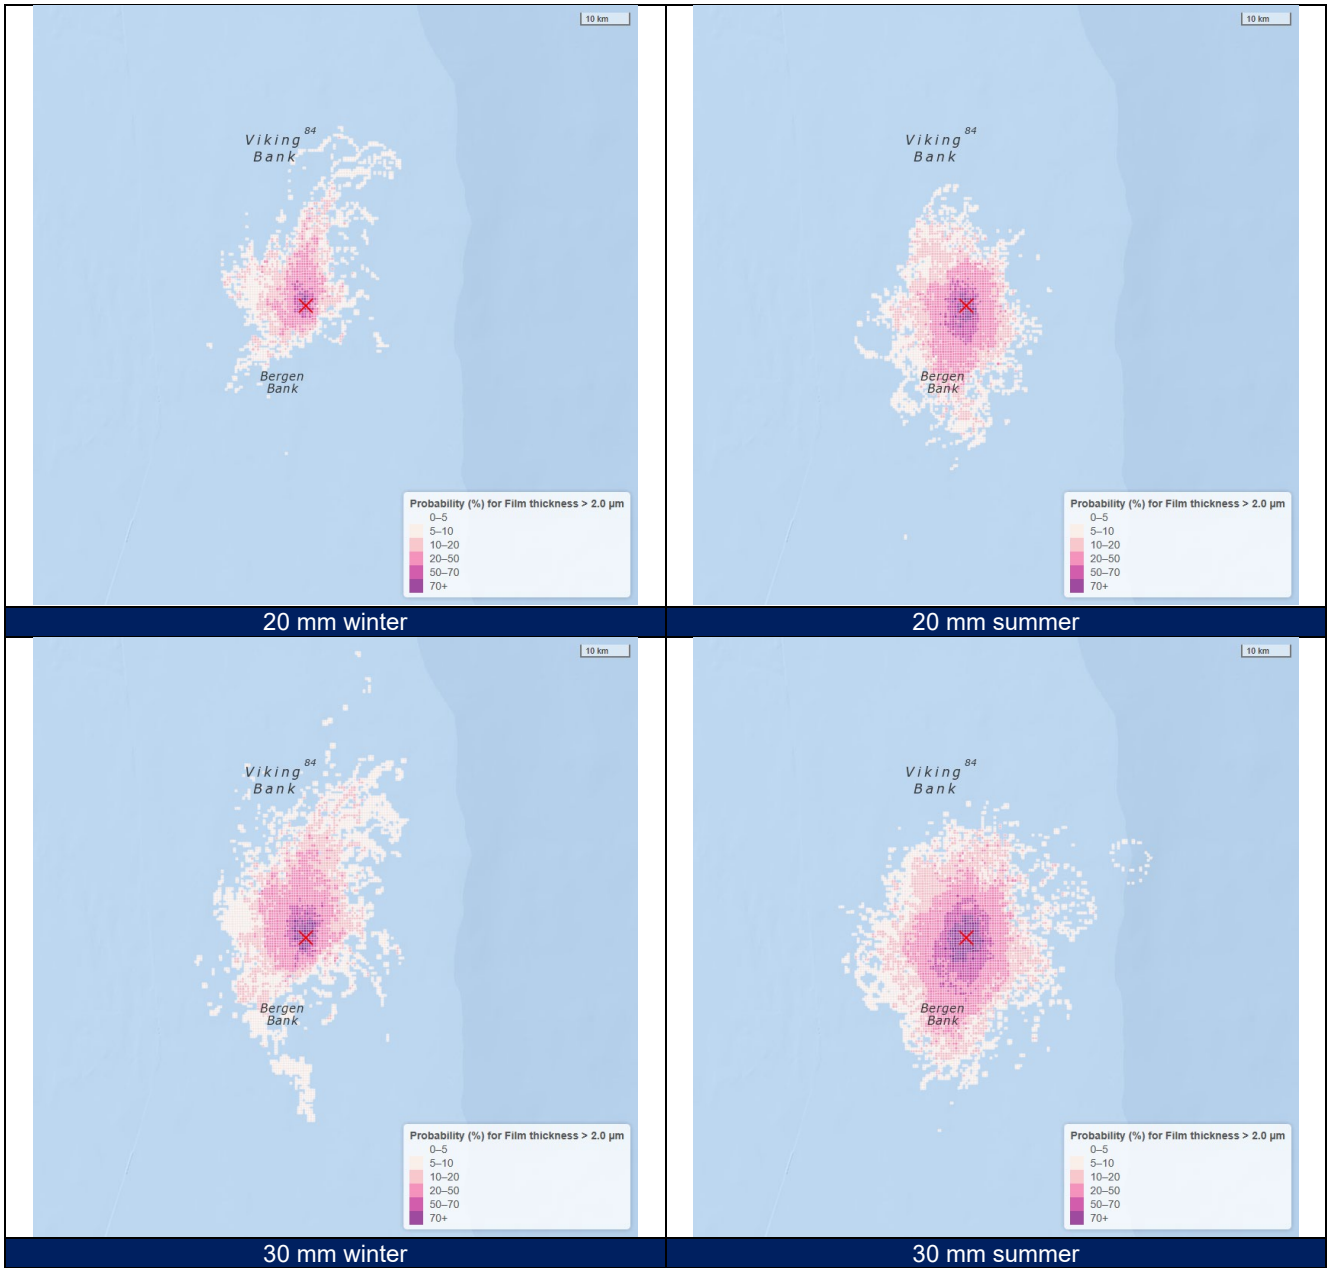 10 km
Viking 84
Bank
Bergen
Bank
Probability (%) for Film thickness > 2.0 µm
0–5
5–10
10–20
20–50
50–70
70+
20 mm winter
10 km
Viking 84
Bank
Bergen
Bank
Probability (%) for Film thickness > 2.0 µm
0–5
5–10
10–20
20–50
50–70
70+
20 mm summer
10 km
Viking 84
Bank
Bergen
Bank
Probability (%) for Film thickness > 2.0 µm
0–5
5–10
10–20
20–50
50–70
70+
30 mm winter
10 km
Viking 84
Bank
Bergen
Bank
Probability (%) for Film thickness > 2.0 µm
0–5
5–10
10–20
20–50
50–70
70+
30 mm summer